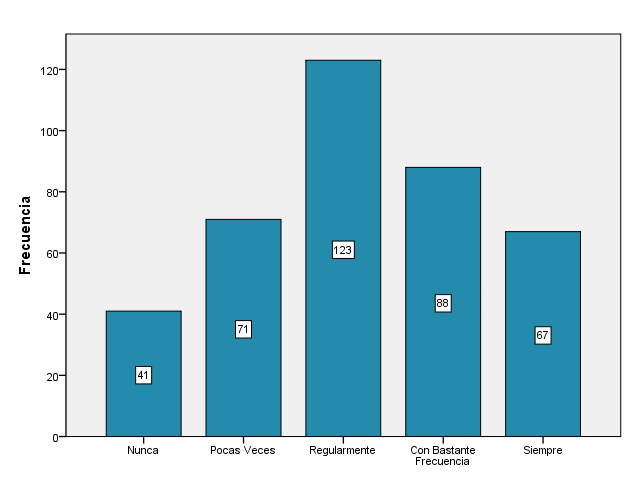 Frecuencia
120
100
80
60
40
20
0
41
71
123
88
67
Nunca
Pocas Veces
Regularmente
Con Bastante
Frecuencia
Siempre